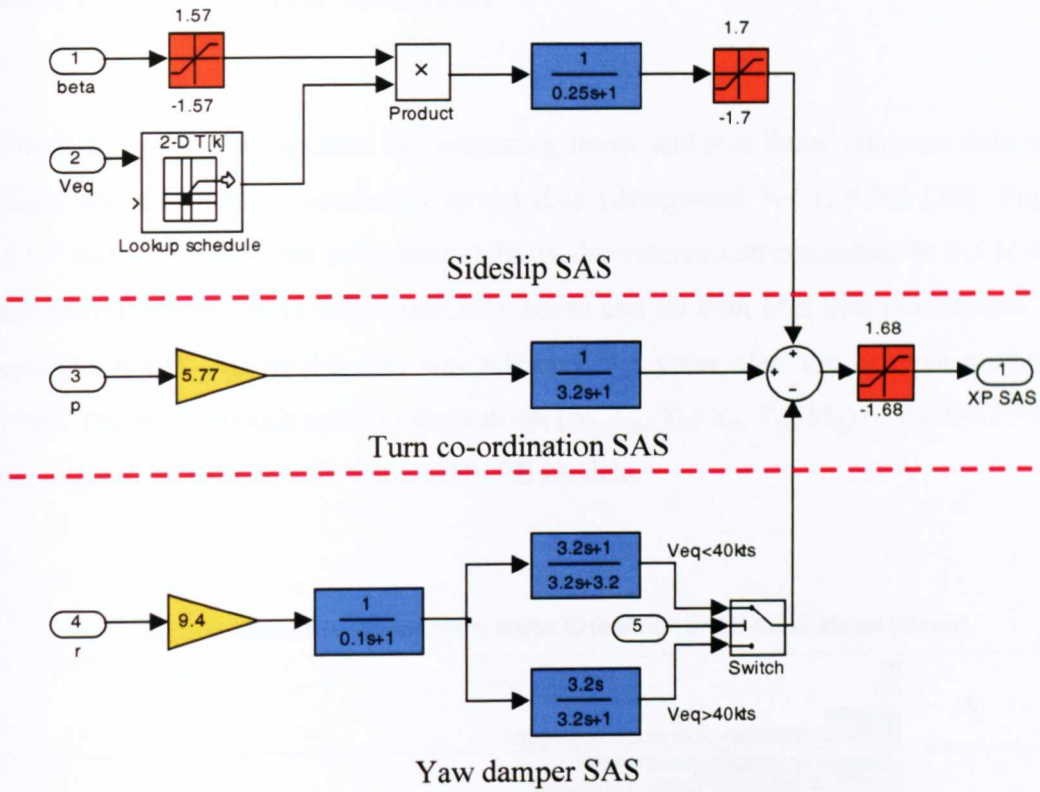 1.57
1
beta
-1.57
×
Product
1
0.25s+1
1.7
-1.7
2
Veq
2-D T[k]
Lookup schedule
Sideslip SAS
3
p
5.77
1
3.2s+1
+
+
−
1.68
-1.68
1
XP SAS
Turn co-ordination SAS
4
r
9.4
1
0.1s+1
3.2s+1
3.2s+3.2
Veq<40kts
5
Switch
3.2s
3.2s+1
Veq>40kts
Yaw damper SAS